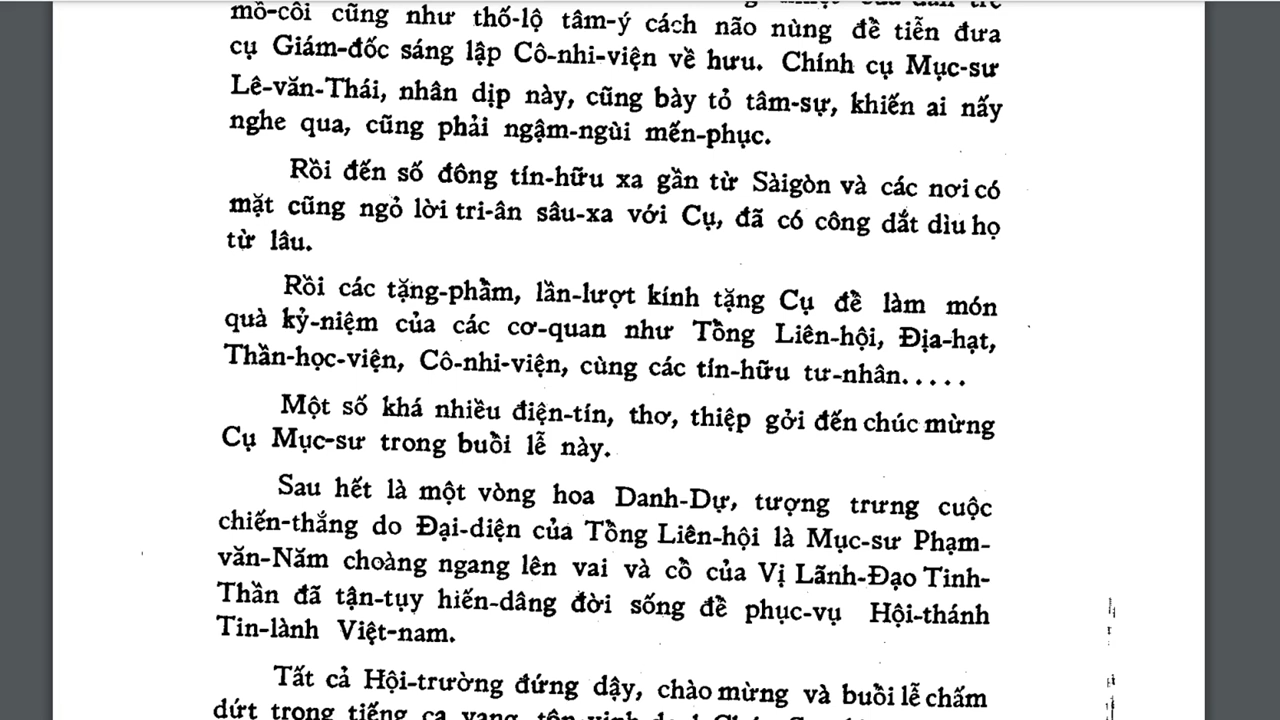 mồ-côi cũng như thố-lộ tâm-ý cách não nùng để tiễn đưa
cụ Giám-đốc sáng lập Cô-nhi-viện về hưu. Chính cụ Mục-sư
Lê-văn-Thái, nhân dịp này, cũng bày tỏ tâm-sự, khiến ai nấy
nghe qua, cũng phải ngậm-ngùi mến-phục.
Rồi đến số đông tín-hữu xa gần từ Sàigòn và các nơi có
mặt cũng ngỏ lời tri-ân sâu-xa với Cụ, đã có công dắt dìu họ
từ lâu.
Rồi các tặng-phẩm, lần-lượt kính tặng Cụ để làm món
quà kỷ-niệm của các cơ-quan như Tổng Liên-hội, Địa-hạt,
Thần-học-viện, Cô-nhi-viện, cùng các tín-hữu tư-nhân.....
Một số khá nhiều điện-tín, thơ, thiệp gởi đến chúc mừng
Cụ Mục-sư trong buổi lễ này.
Sau hết là một vòng hoa Danh-Dự, tượng trưng cuộc
chiến-thắng do Đại-diện của Tổng Liên-hội là Mục-sư Phạm-
văn-Năm choàng ngang lên vai và cổ của Vị Lãnh-Đạo Tinh-
Thần đã tận-tụy hiến-dâng đời sống để phục-vụ Hội-thánh
Tin-lành Việt-nam.
Tất cả Hội-trường đứng dậy, chào mừng và buổi lễ chấm
dứt trong tiếng ca vang